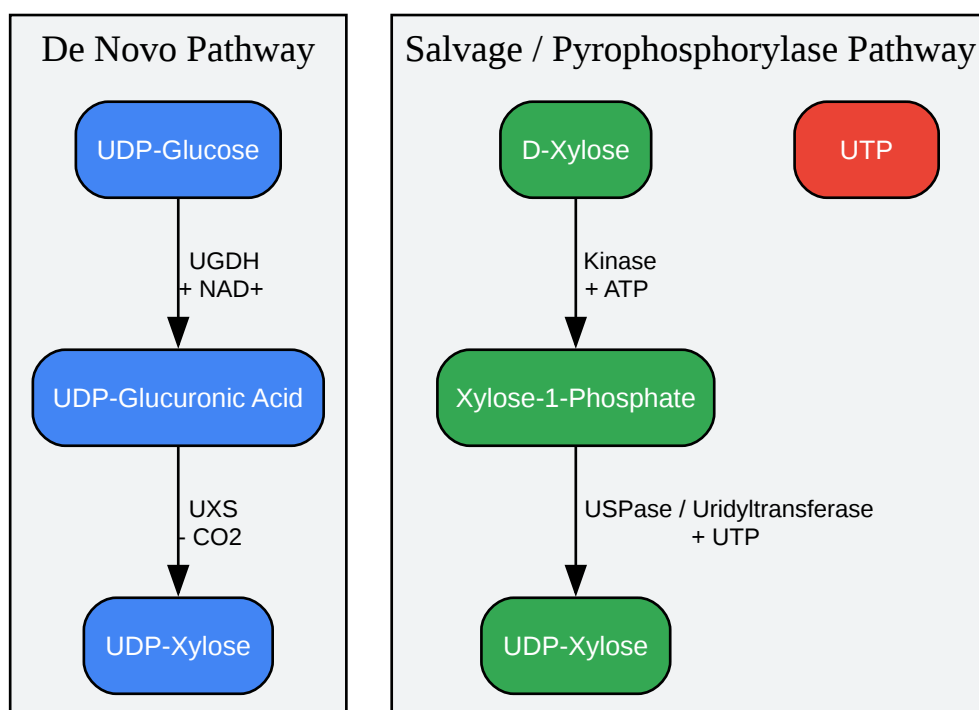 De Novo Pathway
UDP-Glucose
UGDH
+ NAD+
UDP-Glucuronic Acid
UXS
- CO2
UDP-Xylose
Salvage / Pyrophosphorylase Pathway
D-Xylose
UTP
Kinase
+ ATP
Xylose-1-Phosphate
USPase / Uridyltransferase
+ UTP
UDP-Xylose